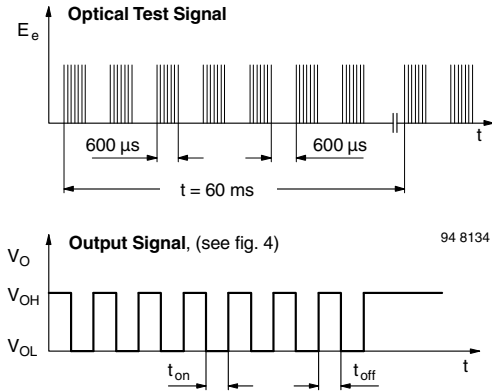 Optical Test Signal
E e
600 µs
600 µs
t
t = 60 ms
94 8134
Output Signal, (see fig. 4)
V O
V OH
V OL
t on
t off
t